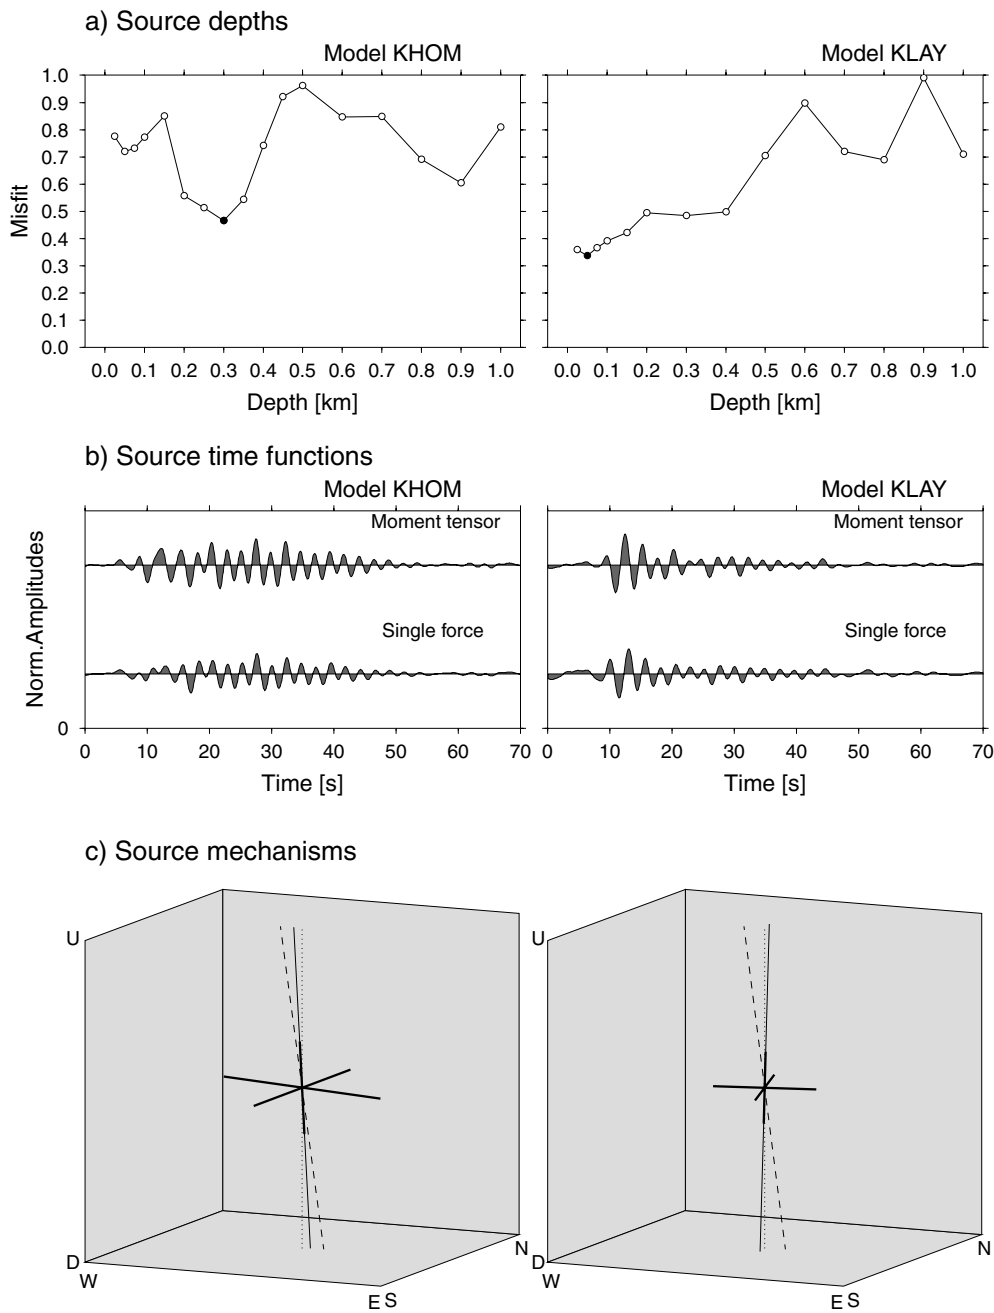 a) Source depths
Model KHOM
Model KLAY
Misfit
1.0
0.9
0.8
0.7
0.6
0.5
0.4
0.3
0.2
0.1
0.0
0.0 0.1 0.2 0.3 0.4 0.5 0.6 0.7 0.8 0.9 1.0
0.0 0.1 0.2 0.3 0.4 0.5 0.6 0.7 0.8 0.9 1.0
Depth [km]
Depth [km]
b) Source time functions
Model KHOM
Model KLAY
Norm.Amplitudes
Moment tensor
Moment tensor
Single force
Single force
0
0 10 20 30 40 50 60 70
0 10 20 30 40 50 60 70
Time [s]
Time [s]
c) Source mechanisms
U
D
W
E S
N
U
D
W
E S
N